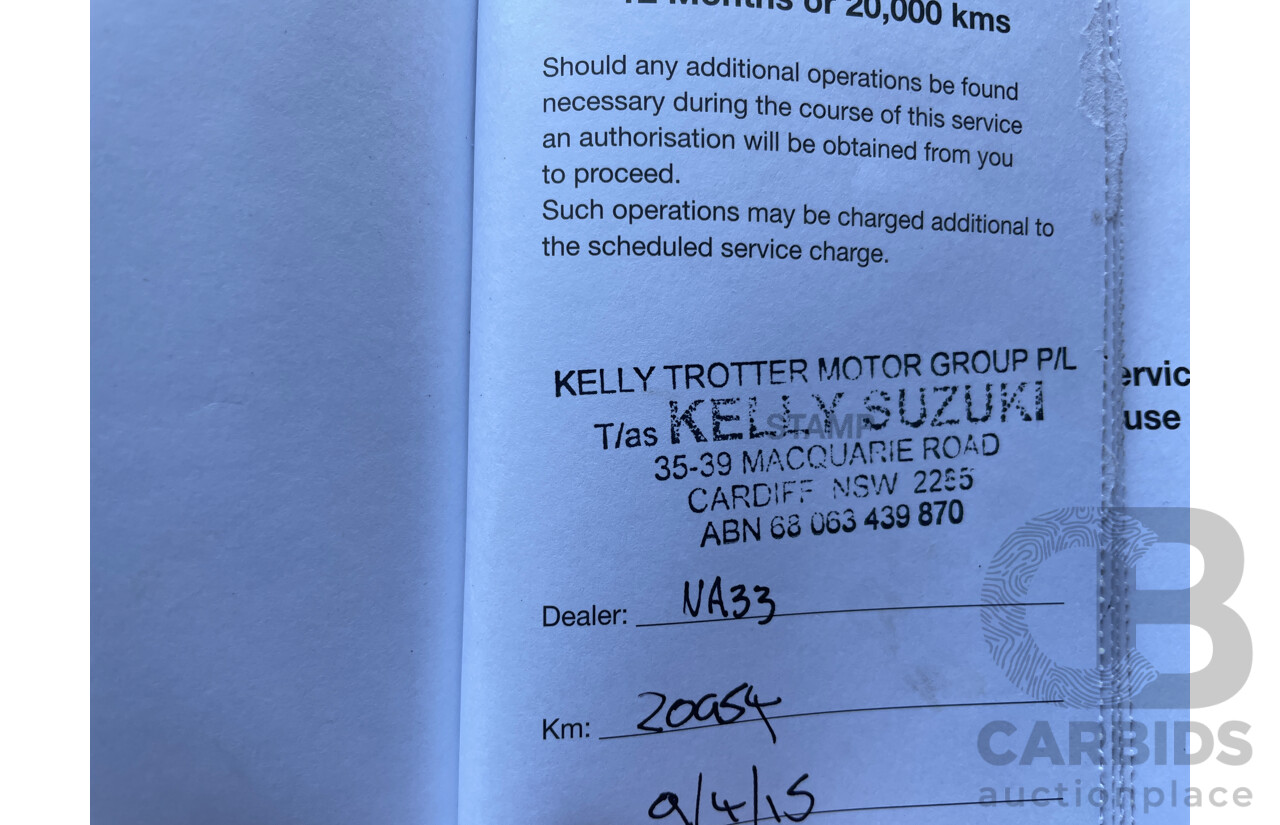 12 Months or 20,000 kms
Should any additional operations be found
necessary during the course of this service
an authorisation will be obtained from you
to proceed.
Such operations may be charged additional to
the scheduled service charge.
KELLY TROTTER MOTOR GROUP P/L
T/as KELLY SUZUKI
STAMP
35-39 MACQUARIE ROAD
CARDIFF NSW 2285
ABN 68 063 439 870
Dealer: NA33
Km: 20954
9/4/15
ervic
use
CB
CARBIDS
auctionplace